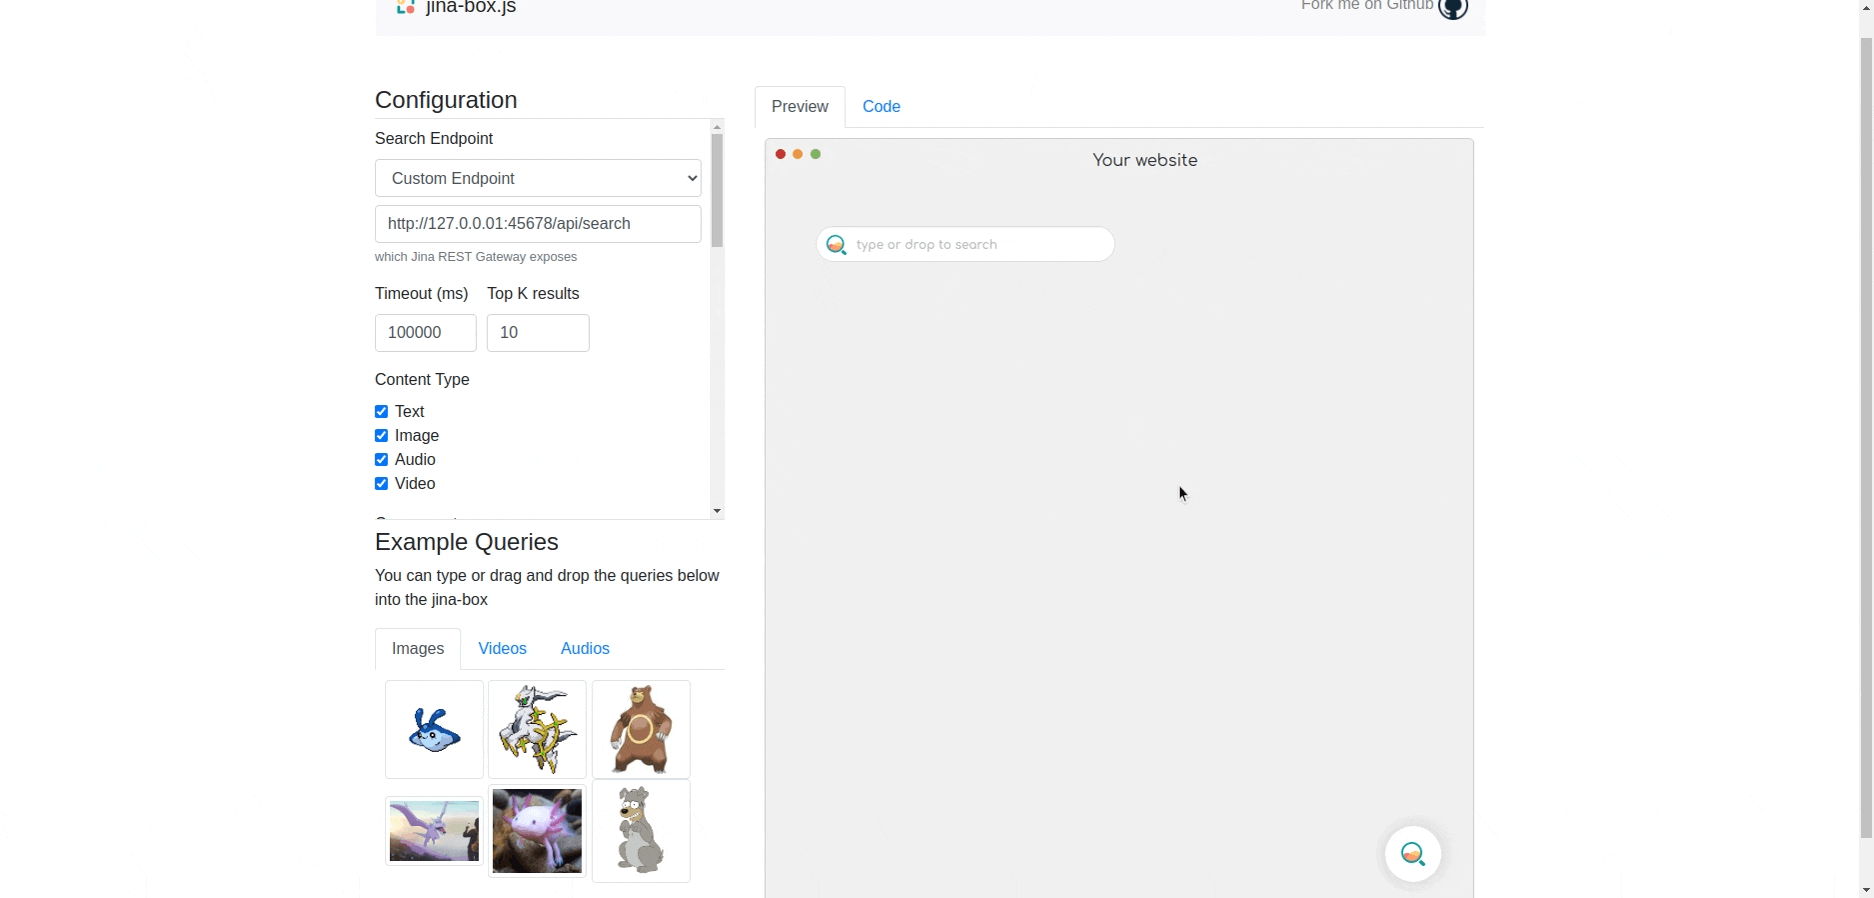 jina-box.js
Fork me on Github
Configuration
Search Endpoint
Custom Endpoint
http://127.0.0.01:45678/api/search
which Jina REST Gateway exposes
Timeout (ms) Top K results
100000 10
Content Type
Text
Image
Audio
Video
Example Queries
You can type or drag and drop the queries below
into the jina-box
Images Videos Audios
Preview Code
Your website
type or drop to search